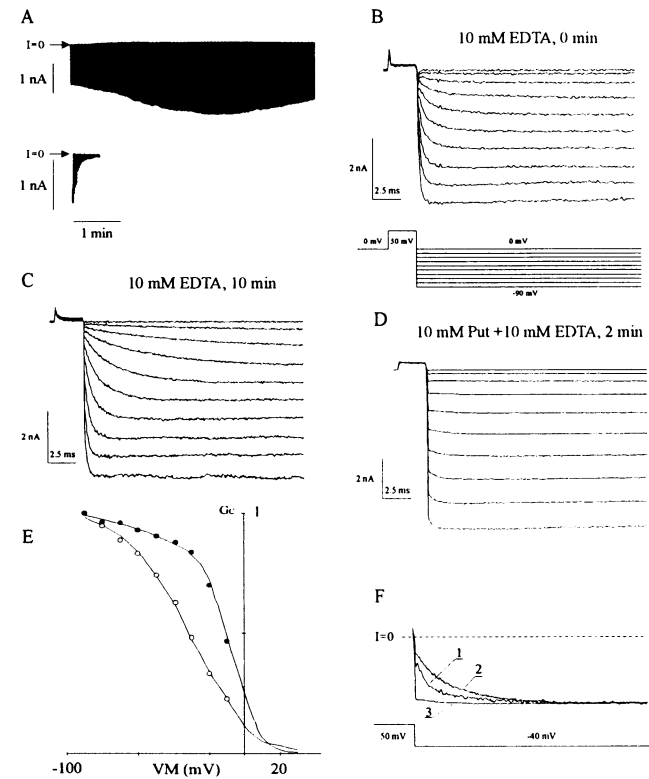 A
I=0
1 nA
I=0
1 nA
1 min
B
10 mM EDTA, 0 min
2 nA
2.5 ms
0 mV
50 mV
0 mV
-90 mV
C
10 mM EDTA, 10 min
2 nA
2.5 ms
D
10 mM Put +10 mM EDTA, 2 min
2 nA
2.5 ms
E
Gc
1
-100
VM (mV)
20
F
I=0
1
2
3
50 mV
-40 mV